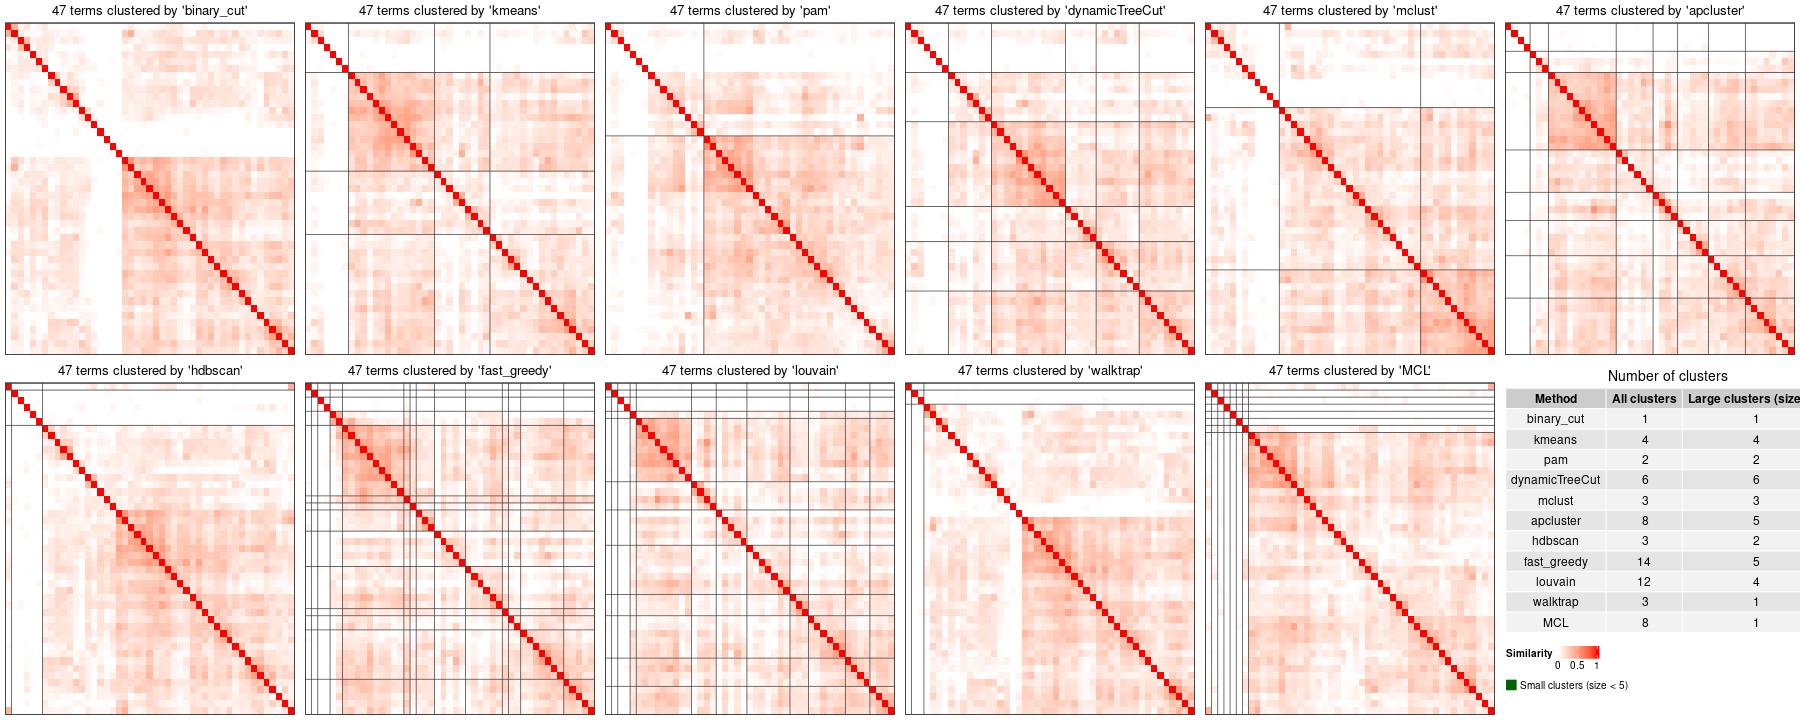 47 terms clustered by 'binary_cut'
47 terms clustered by 'kmeans'
47 terms clustered by 'pam'
47 terms clustered by 'dynamicTreeCut'
47 terms clustered by 'mclust'
47 terms clustered by 'apcluster'
47 terms clustered by 'hdbscan'
47 terms clustered by 'fast_greedy'
47 terms clustered by 'louvain'
47 terms clustered by 'walktrap'
47 terms clustered by 'MCL'
Number of clusters
Method All clusters Large clusters (size
binary_cut 1 1
kmeans 4 4
pam 2 2
dynamicTreeCut 6 6
mclust 3 3
apcluster 8 5
hdbscan 3 2
fast_greedy 14 5
louvain 12 4
walktrap 3 1
MCL 8 1
Similarity
0 0.5 1
Small clusters (size < 5)